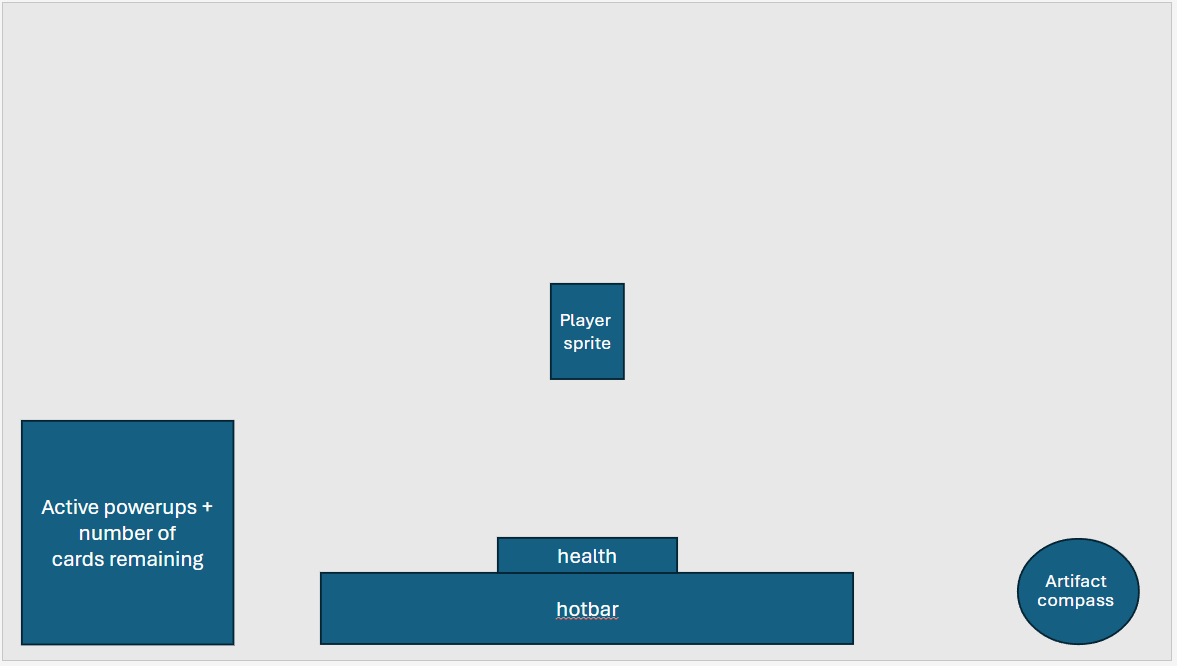 Player
sprite
Active powerups +
number of
cards remaining
health
hotbar
Artifact
compass